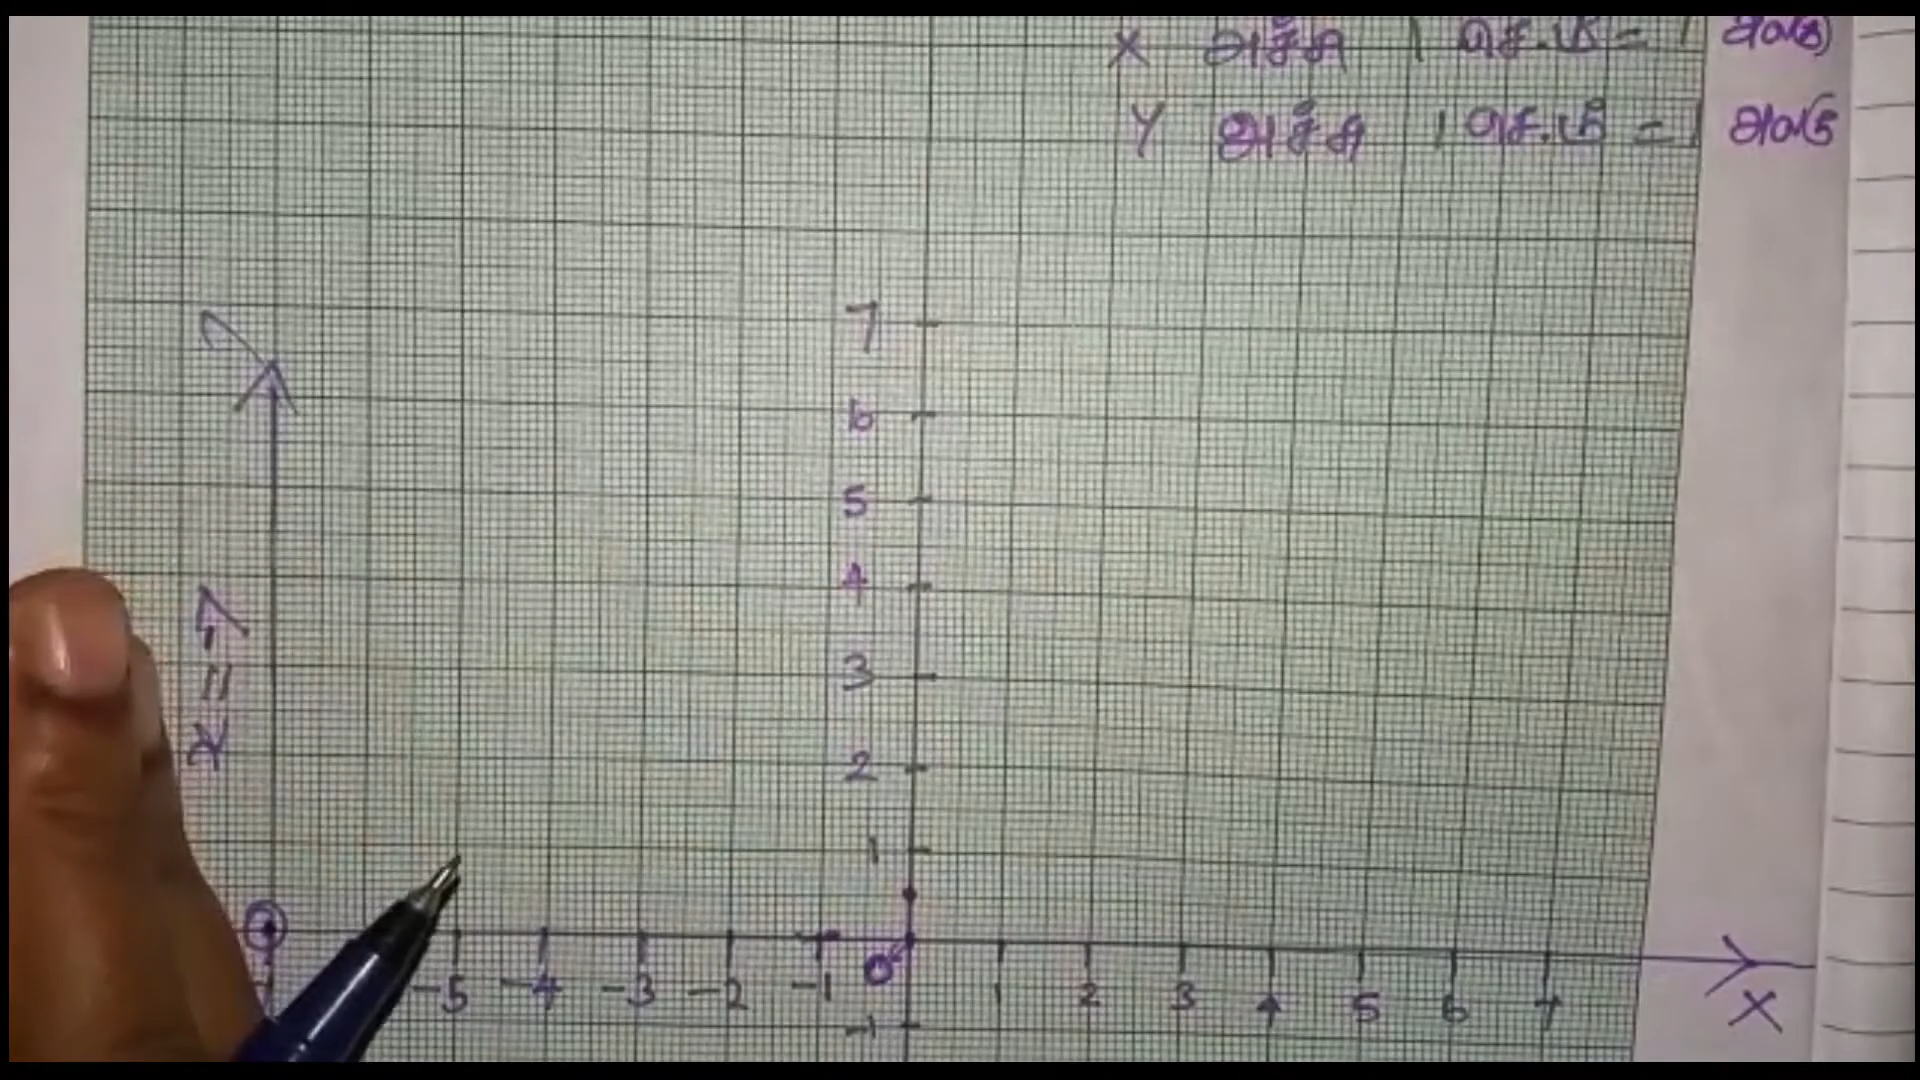 X அச்சு 1 செ.மீ = 1 அலகு
Y அச்சு 1 செ.மீ = 1 அலகு
7
6
5
4
3
2
1
x = -7
-5 -4 -3 -2 -1 0 1 2 3 4 5 6 7
X
-1